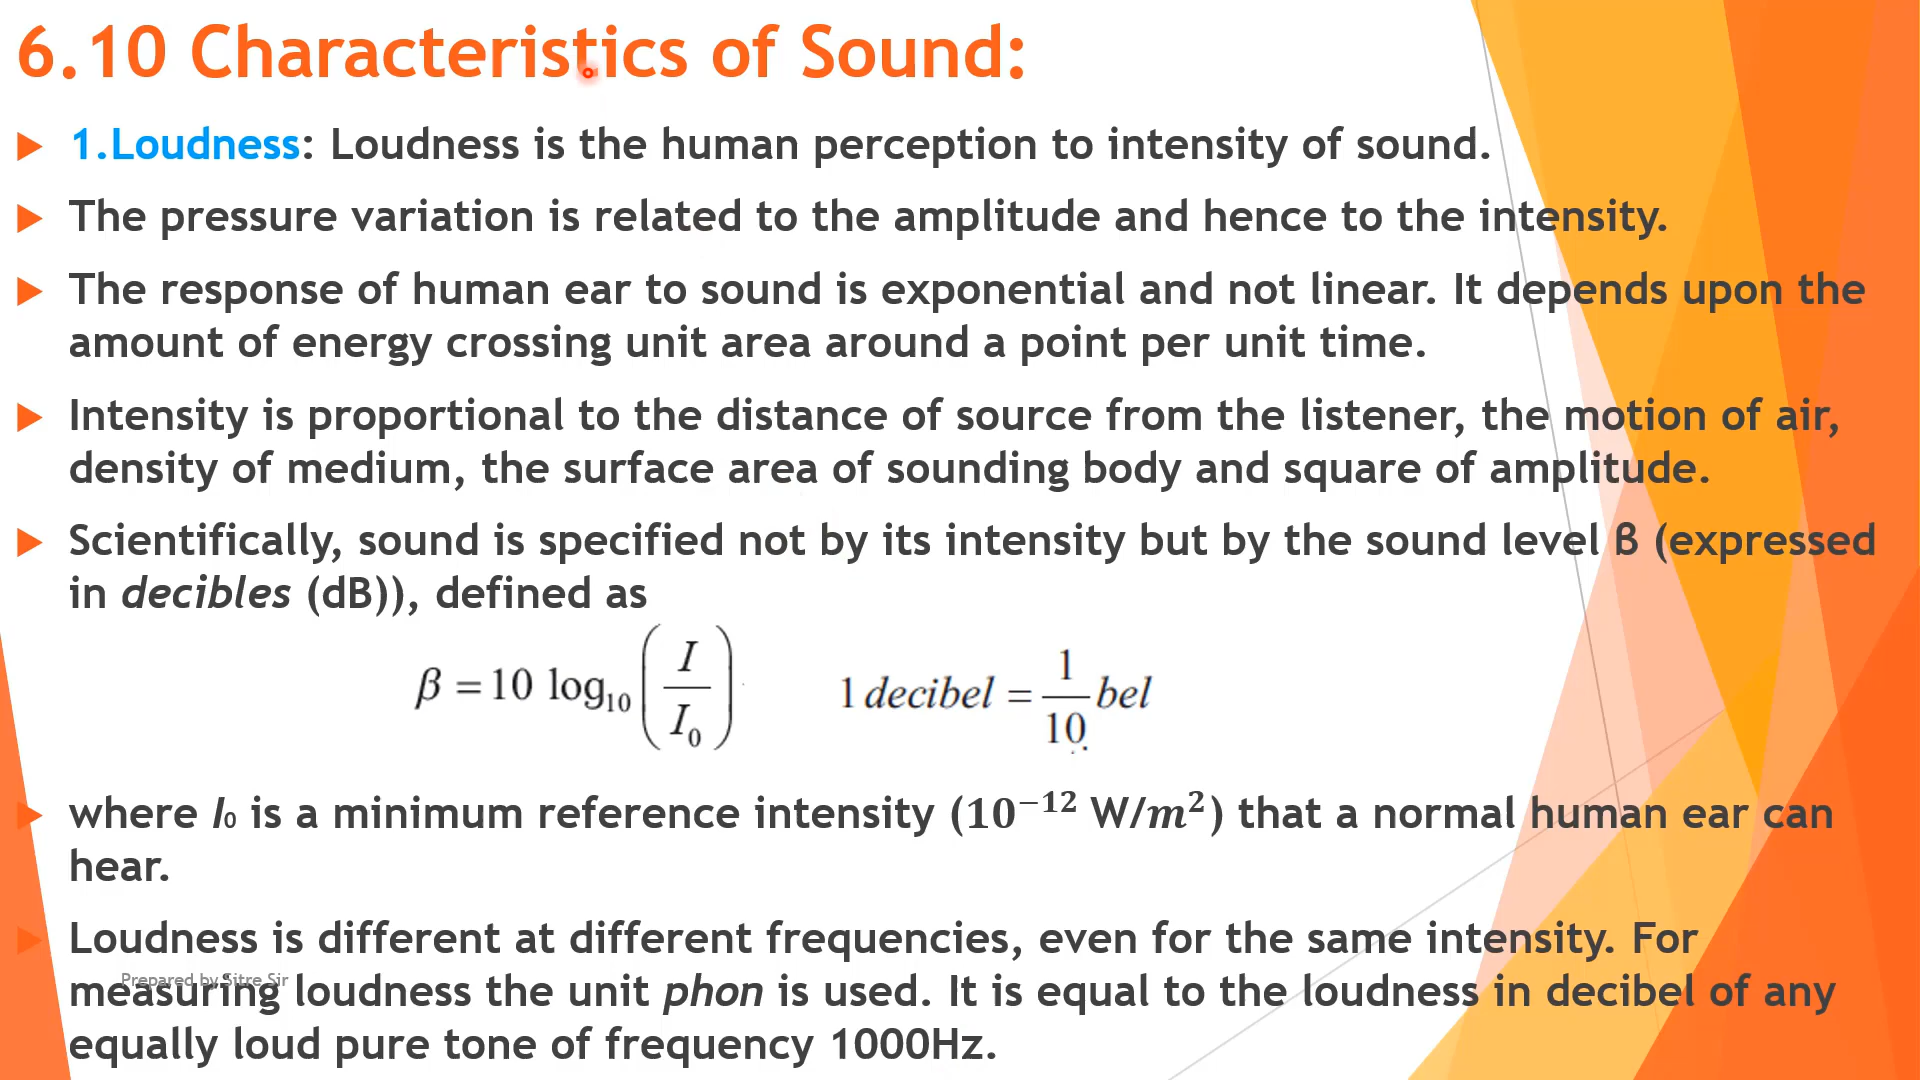 6.10 Characteristics of Sound:
1.Loudness: Loudness is the human perception to intensity of sound.
The pressure variation is related to the amplitude and hence to the intensity.
The response of human ear to sound is exponential and not linear. It depends upon the
amount of energy crossing unit area around a point per unit time.
Intensity is proportional to the distance of source from the listener, the motion of air,
density of medium, the surface area of sounding body and square of amplitude.
Scientifically, sound is specified not by its intensity but by the sound level ß (expressed
in decibles (dB)), defined as
β = 10 log₁₀ (I / I₀)    1 decibel = 1/10 bel
where I₀ is a minimum reference intensity (10⁻¹² W/m²) that a normal human ear can
hear.
Loudness is different at different frequencies, even for the same intensity. For
Prepared by Sitre Sir
measuring loudness the unit phon is used. It is equal to the loudness in decibel of any
equally loud pure tone of frequency 1000Hz.